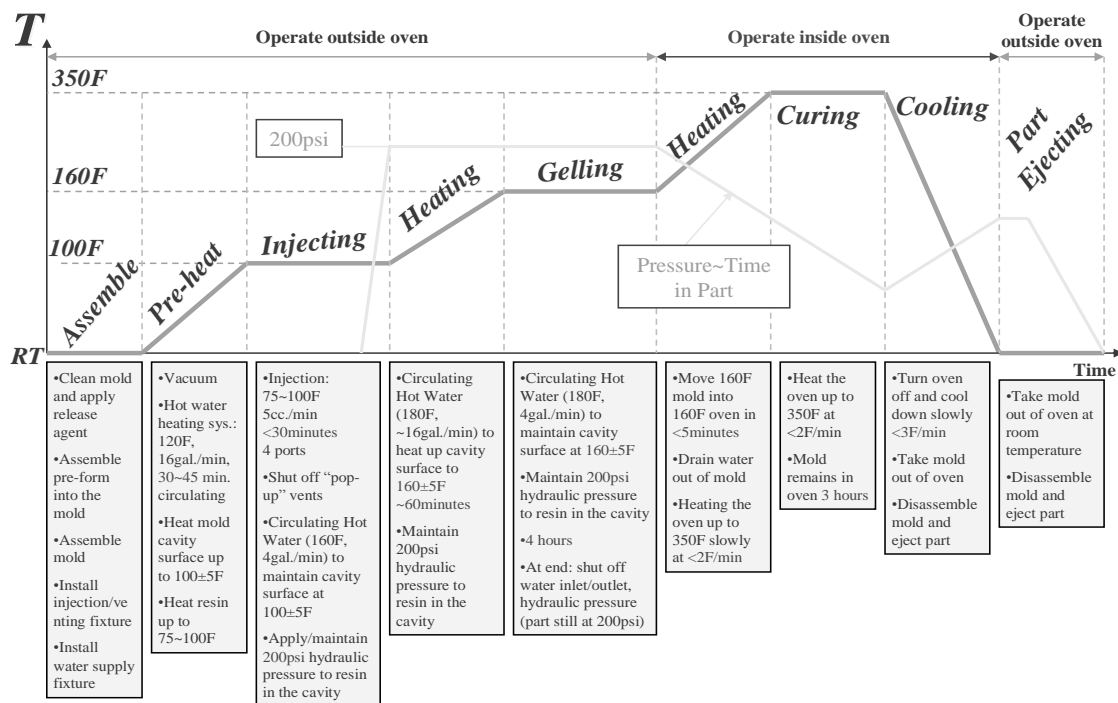 T
Operate outside oven
Operate inside oven
Operate
outside oven
350F
160F
100F
RT
Time
200psi
Pressure~Time
in Part
Assemble
Pre-heat
Injecting
Heating
Gelling
Heating
Curing
Cooling
Part
Ejecting
•Clean mold
and apply
release
agent
•Assemble
pre-form
into the
mold
•Assemble
mold
•Install
injection/ve
nting fixture
•Install
water supply
fixture
•Vacuum
•Hot water
heating sys.:
120F,
16gal./min,
30~45 min.
circulating
•Heat mold
cavity
surface up
to 100±5F
•Heat resin
up to
75~100F
•Injection:
75~100F
5cc./min
<30minutes
4 ports
•Shut off “pop-
up” vents
•Circulating Hot
Water (160F,
4gal./min) to
maintain cavity
surface at
100±5F
•Apply/maintain
200psi hydraulic
pressure to resin
in the cavity
•Circulating
Hot Water
(180F,
~16gal./min) to
heat up cavity
surface to
160±5F
~60minutes
•Maintain
200psi
hydraulic
pressure to
resin in the
cavity
•Circulating Hot
Water (180F,
4gal./min) to
maintain cavity
surface at 160±5F
•Maintain 200psi
hydraulic pressure
to resin in the cavity
•4 hours
•At end: shut off
water inlet/outlet,
hydraulic pressure
(part still at 200psi)
•Move 160F
mold into
160F oven in
<5minutes
•Drain water
out of mold
•Heating the
oven up to
350F slowly
at <2F/min
•Heat the
oven up to
350F at
<2F/min
•Mold
remains in
oven 3 hours
•Turn oven
off and cool
down slowly
<3F/min
•Take mold
out of oven
•Disassemble
mold and
eject part
•Take mold
out of oven at
room
temperature
•Disassemble
mold and
eject part